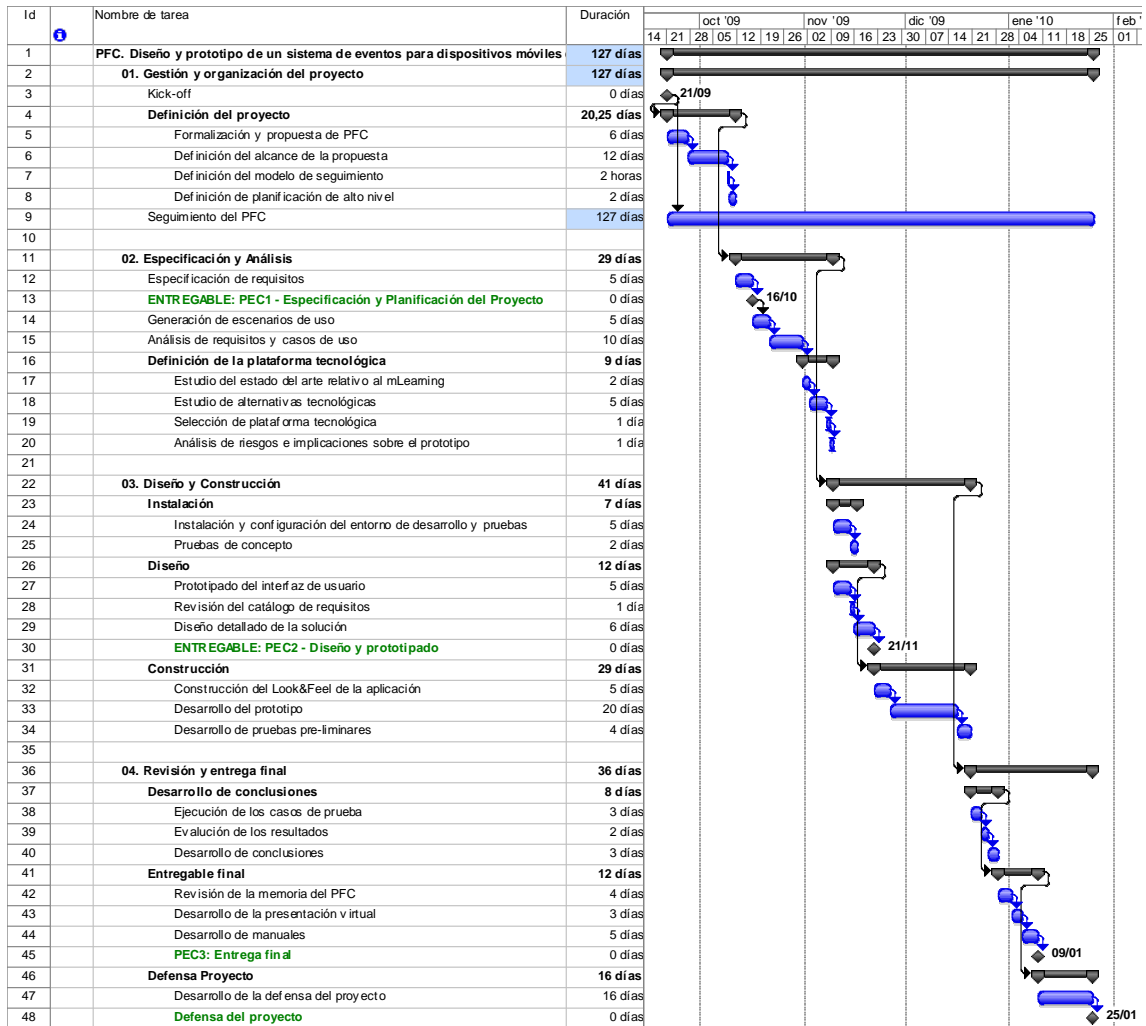 Id Nombre de tarea Duración
oct '09 nov '09 dic '09 ene '10 feb '
14 21 28 05 12 19 26 02 09 16 23 30 07 14 21 28 04 11 18 25 01
1 PFC. Diseño y prototipo de un sistema de eventos para dispositivos móviles 127 días
2 01. Gestión y organización del proyecto 127 días
3 Kick-off 0 días 21/09
4 Definición del proyecto 20,25 días
5 Formalización y propuesta de PFC 6 días
6 Definición del alcance de la propuesta 12 días
7 Definición del modelo de seguimiento 2 horas
8 Definición de planificación de alto nivel 2 días
9 Seguimiento del PFC 127 días
10
11 02. Especificación y Análisis 29 días
12 Especificación de requisitos 5 días
13 ENTREGABLE: PEC1 - Especificación y Planificación del Proyecto 0 días 16/10
14 Generación de escenarios de uso 5 días
15 Análisis de requisitos y casos de uso 10 días
16 Definición de la plataforma tecnológica 9 días
17 Estudio del estado del arte relativo al mLearning 2 días
18 Estudio de alternativas tecnológicas 5 días
19 Selección de plataforma tecnológica 1 día
20 Análisis de riesgos e implicaciones sobre el prototipo 1 día
21
22 03. Diseño y Construcción 41 días
23 Instalación 7 días
24 Instalación y configuración del entorno de desarrollo y pruebas 5 días
25 Pruebas de concepto 2 días
26 Diseño 12 días
27 Prototipado del interfaz de usuario 5 días
28 Revisión del catálogo de requisitos 1 día
29 Diseño detallado de la solución 6 días
30 ENTREGABLE: PEC2 - Diseño y prototipado 0 días 21/11
31 Construcción 29 días
32 Construcción del Look&Feel de la aplicación 5 días
33 Desarrollo del prototipo 20 días
34 Desarrollo de pruebas pre-liminares 4 días
35
36 04. Revisión y entrega final 36 días
37 Desarrollo de conclusiones 8 días
38 Ejecución de los casos de prueba 3 días
39 Evalución de los resultados 2 días
40 Desarrollo de conclusiones 3 días
41 Entregable final 12 días
42 Revisión de la memoria del PFC 4 días
43 Desarrollo de la presentación virtual 3 días
44 Desarrollo de manuales 5 días
45 PEC3: Entrega final 0 días 09/01
46 Defensa Proyecto 16 días
47 Desarrollo de la defensa del proyecto 16 días
48 Defensa del proyecto 0 días 25/01